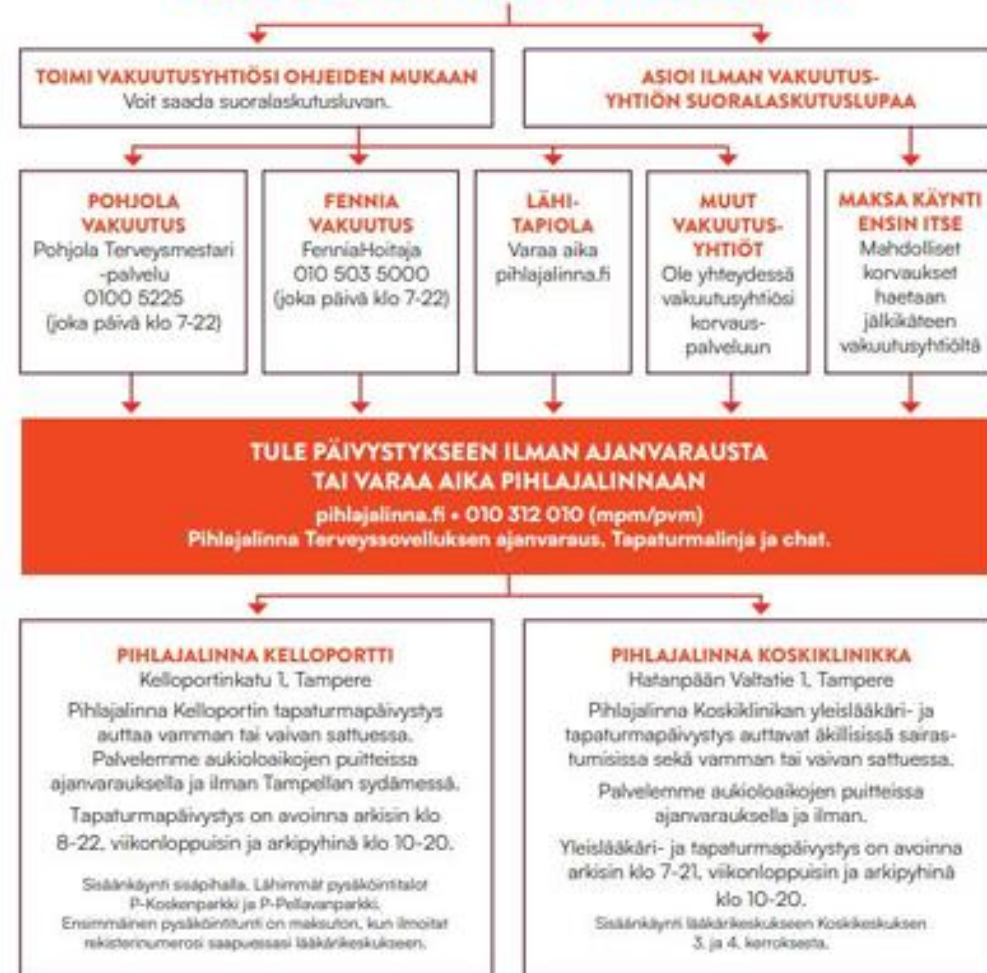 TOIMI VAKUUTUSYHTIÖSI OHJEIDEN MUKAAN
Voit saada suoralaskutusluvan.
ASIOI ILMAN VAKUUTUS-
YHTIÖN SUORALASKUTUSLUPAA
POHJOLA
VAKUUTUS
Pohjola Terveysmestari
-palvelu
0100 5225
(joka päivä klo 7-22)
FENNIA
VAKUUTUS
FenniaHoitaja
010 503 5000
(joka päivä klo 7-22)
LÄHI-
TAPIOLA
Varaa aika
pihlajalinna.fi
MUUT
VAKUUTUS-
YHTIÖT
Ole yhteydessä
vakuutusyhtiösi
korvaus-
palveluun
MAKSA KÄYNTI
ENSIN ITSE
Mahdolliset
korvaukset
haetaan
jälkikäteen
vakuutusyhtiöltä
TULE PÄIVYSTYKSEEN ILMAN AJANVARAUSTA
TAI VARAA AIKA PIHLAJALINNAAN
pihlajalinna.fi • 010 312 010 (mpm/pvm)
Pihlajalinna Terveyssovelluksen ajanvaraus, Tapaturmalinja ja chat.
PIHLAJALINNA KELLOPORTTI
Kelloportinkatu 1, Tampere
Pihlajalinna Kelloportin tapaturmapäivystys
auttaa vamman tai vaivan sattuessa.
Palvelemme aukioloaikojen puitteissa
ajanvarauksella ja ilman Tampellan sydämessä.
Tapaturmapäivystys on avoinna arkisin klo
8-22, viikonloppuisin ja arkipyhinä klo 10-20.
Sisäänkäynti sisäpihalla. Lähimmät pysäköintitalot
P-Koskenparkki ja P-Pellavanparkki.
Ensimmäinen pysäköintitunti on maksuton, kun ilmoitat
rekisterinumerosi saapuessasi lääkärikeskukseen.
PIHLAJALINNA KOSKIKLINIKKA
Hatanpään Valtatie 1, Tampere
Pihlajalinna Koskiklinikan yleislääkäri- ja
tapaturmapäivystys auttavat äkillisissä sairas-
tumisissa sekä vamman tai vaivan sattuessa.
Palvelemme aukioloaikojen puitteissa
ajanvarauksella ja ilman.
Yleislääkäri- ja tapaturmapäivystys on avoinna
arkisin klo 7-21, viikonloppuisin ja arkipyhinä
klo 10-20.
Sisäänkäynti lääkärikeskukseen Koskikeskuksen
3. ja 4. kerroksesta.